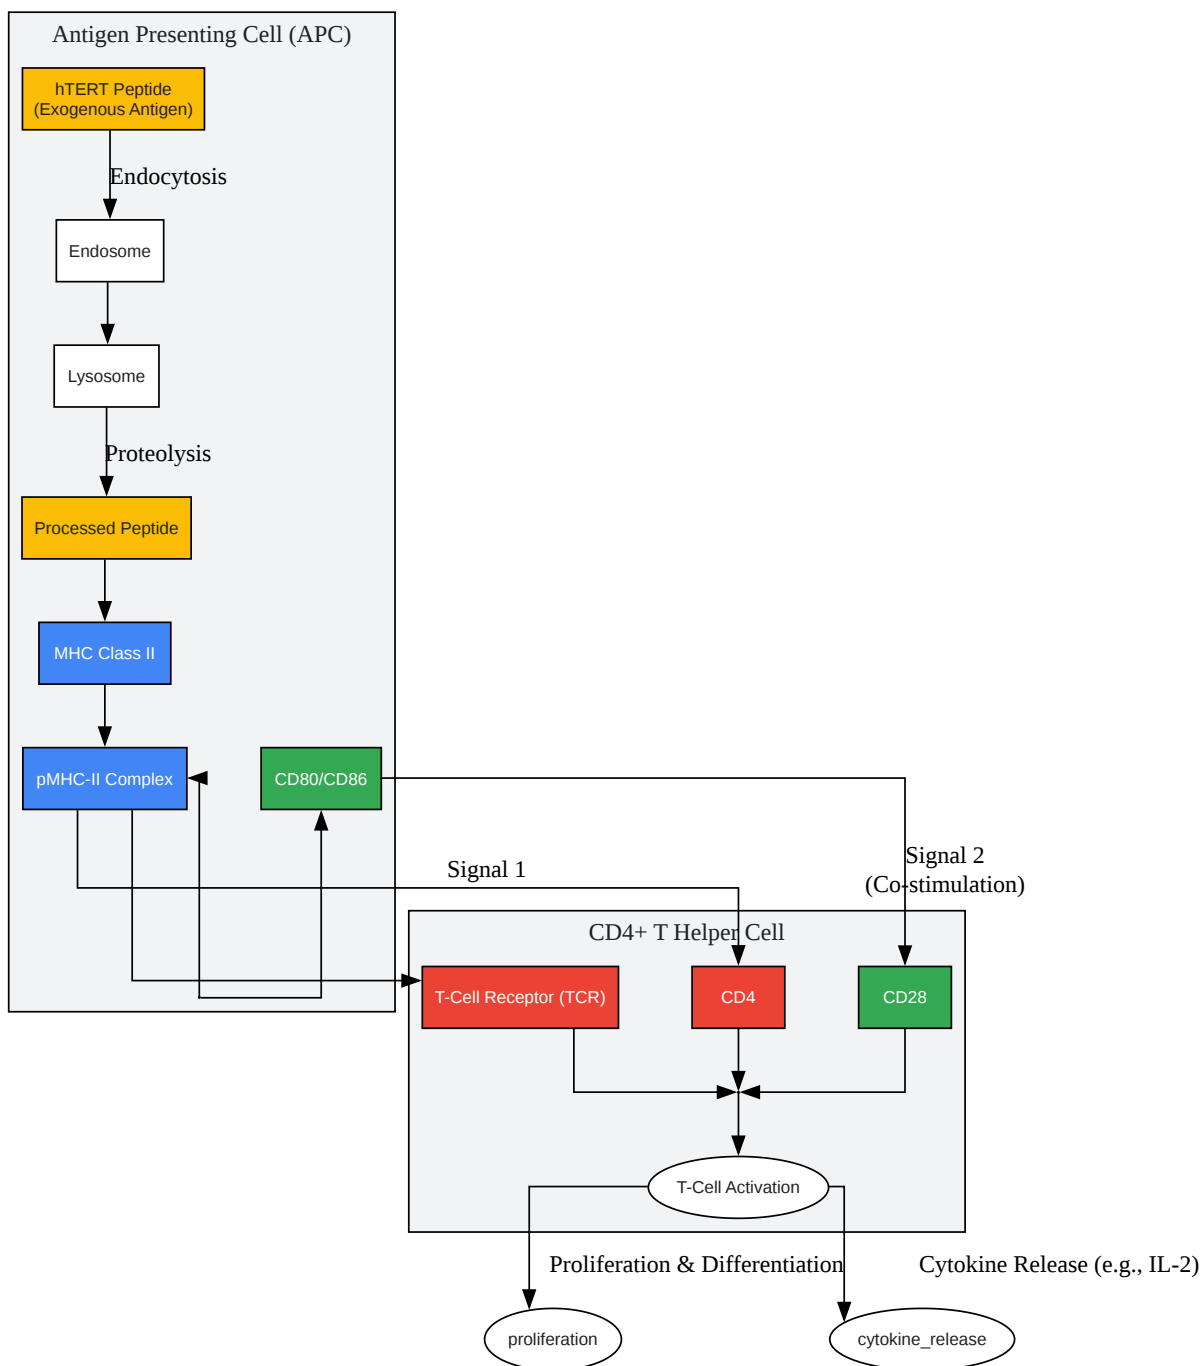 Antigen Presenting Cell (APC)
hTERT Peptide
(Exogenous Antigen)
Endocytosis
Endosome
Lysosome
Proteolysis
Processed Peptide
MHC Class II
pMHC-II Complex
CD80/CD86
Signal 1
Signal 2
(Co-stimulation)
CD4+ T Helper Cell
T-Cell Receptor (TCR)
CD4
CD28
T-Cell Activation
Proliferation & Differentiation
Cytokine Release (e.g., IL-2)
proliferation
cytokine_release